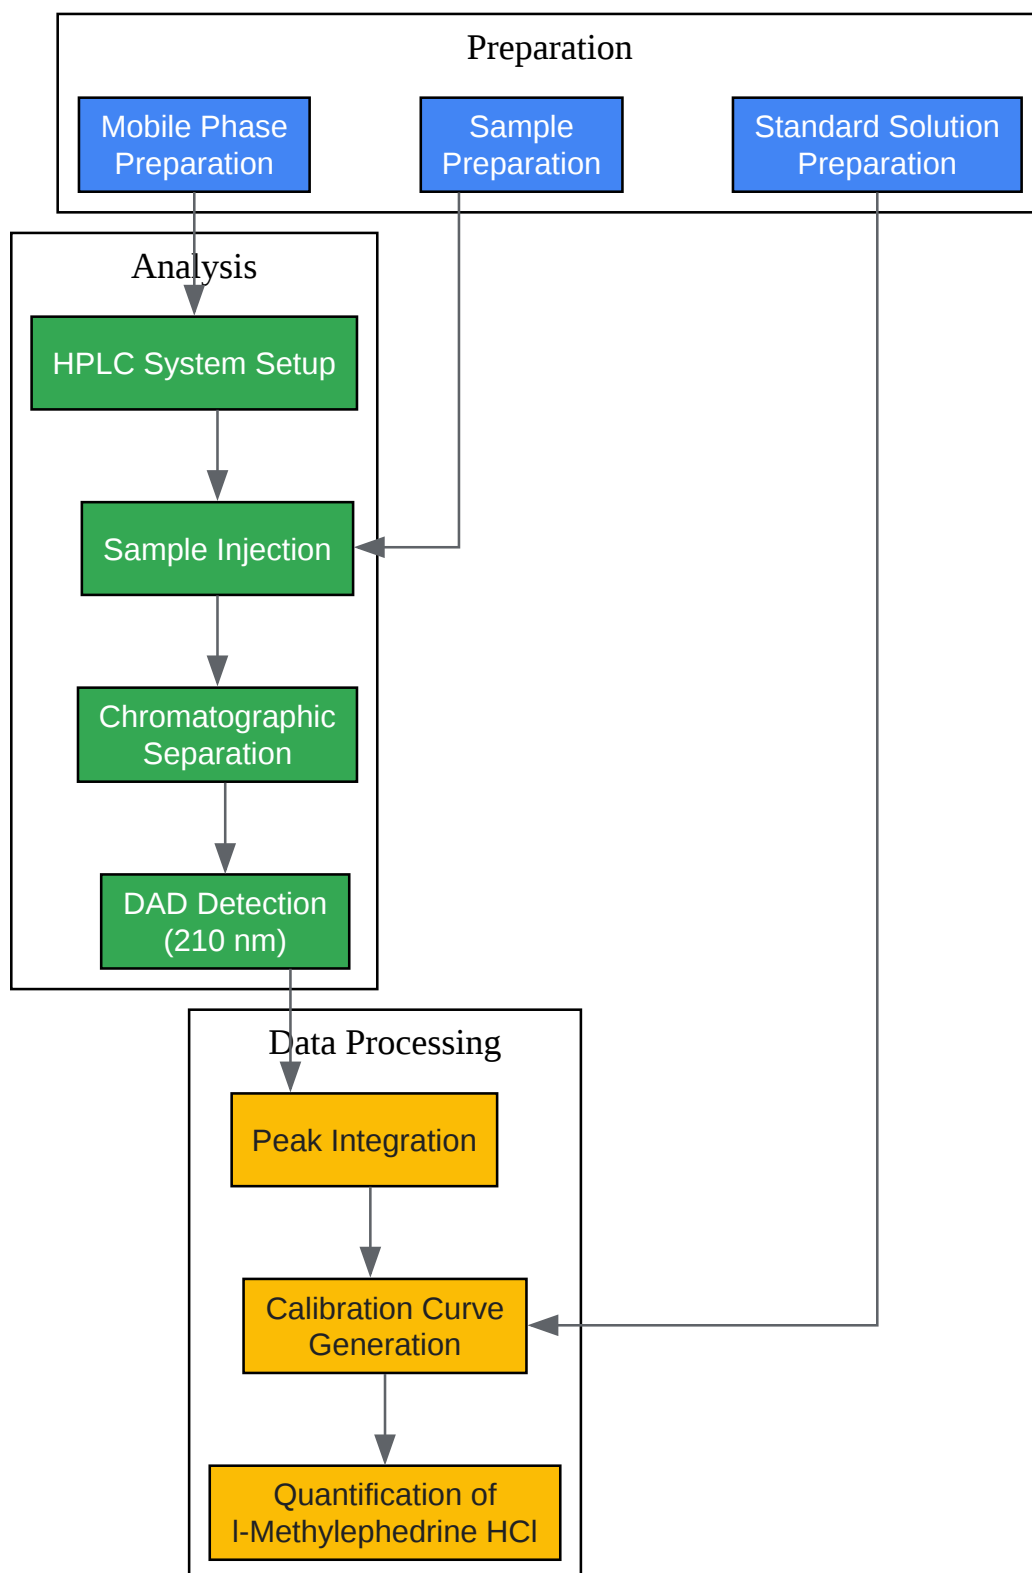 Preparation
Mobile Phase
Preparation
Sample
Preparation
Standard Solution
Preparation
Analysis
HPLC System Setup
Sample Injection
Chromatographic
Separation
DAD Detection
(210 nm)
Data Processing
Peak Integration
Calibration Curve
Generation
Quantification of
l-Methylephedrine HCl